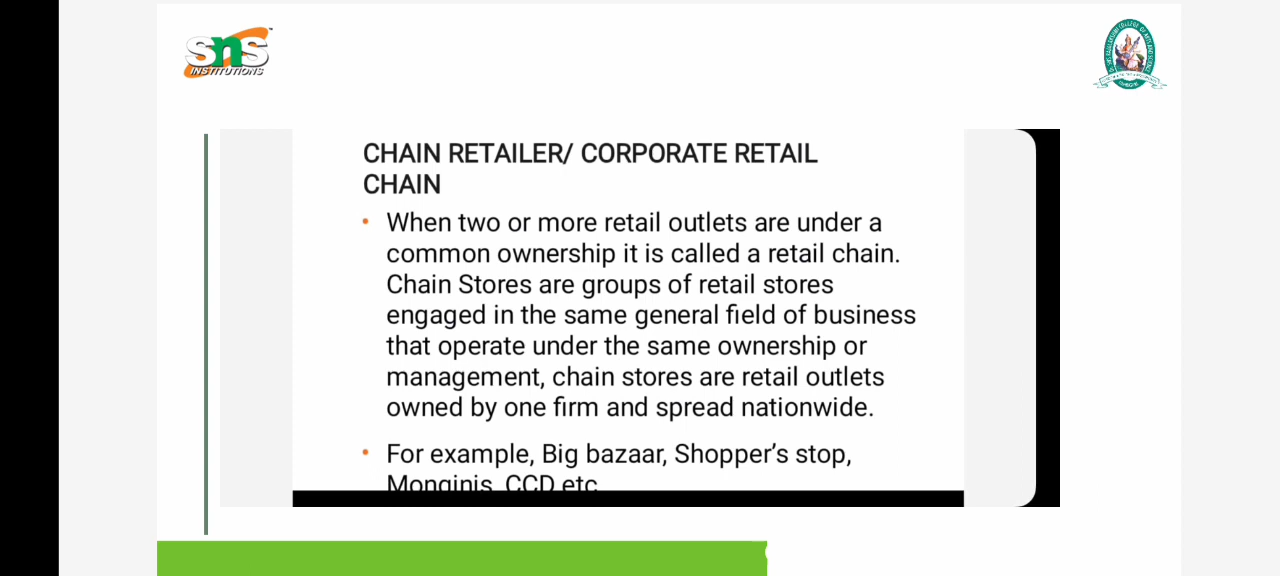 SNS
INSTITUTIONS
CHAIN RETAILER/ CORPORATE RETAIL
CHAIN
• When two or more retail outlets are under a
common ownership it is called a retail chain.
Chain Stores are groups of retail stores
engaged in the same general field of business
that operate under the same ownership or
management, chain stores are retail outlets
owned by one firm and spread nationwide.
• For example, Big bazaar, Shopper's stop,
Monginis, CCD etc